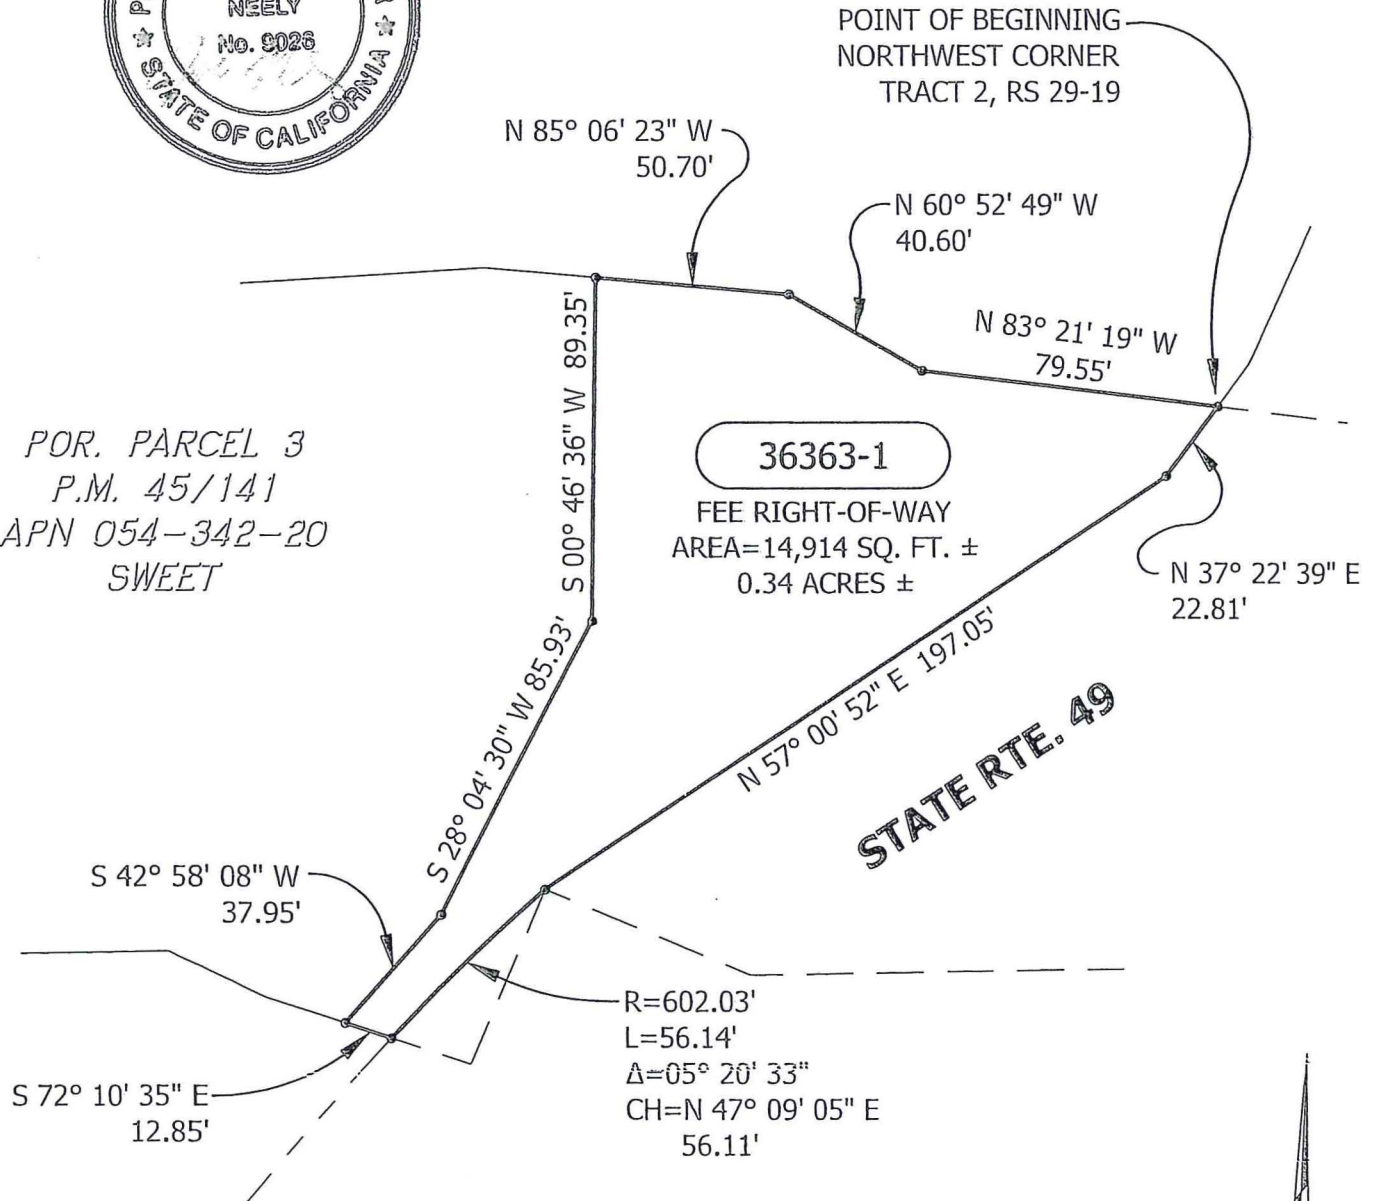 NEELY
No. 9026
STATE OF CALIFORNIA
POINT OF BEGINNING
NORTHWEST CORNER
TRACT 2, RS 29-19
N 85° 06' 23" W
50.70'
N 60° 52' 49" W
40.60'
N 83° 21' 19" W
79.55'
S 00° 46' 36" W 89.35'
POR. PARCEL 3
P.M. 45/141
APN 054-342-20
SWEET
36363-1
FEE RIGHT-OF-WAY
AREA=14,914 SQ. FT. ±
0.34 ACRES ±
N 37° 22' 39" E
22.81'
N 57° 00' 52" E 197.05'
STATE RTE. 49
S 28° 04' 30" W 85.93'
S 42° 58' 08" W
37.95'
R=602.03'
L=56.14'
Δ=05° 20' 33"
CH=N 47° 09' 05" E
56.11'
S 72° 10' 35" E
12.85'